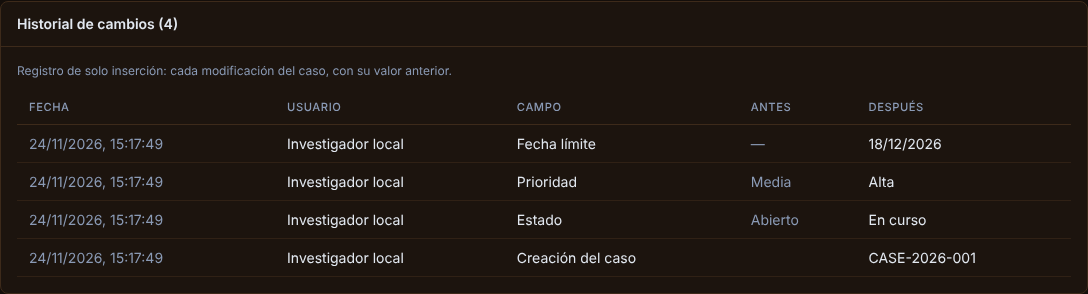 Historial de cambios (4)
Registro de solo inserción: cada modificación del caso, con su valor anterior.
FECHA USUARIO CAMPO ANTES DESPUÉS
24/11/2026, 15:17:49 Investigador local Fecha límite — 18/12/2026
24/11/2026, 15:17:49 Investigador local Prioridad Media Alta
24/11/2026, 15:17:49 Investigador local Estado Abierto En curso
24/11/2026, 15:17:49 Investigador local Creación del caso CASE-2026-001